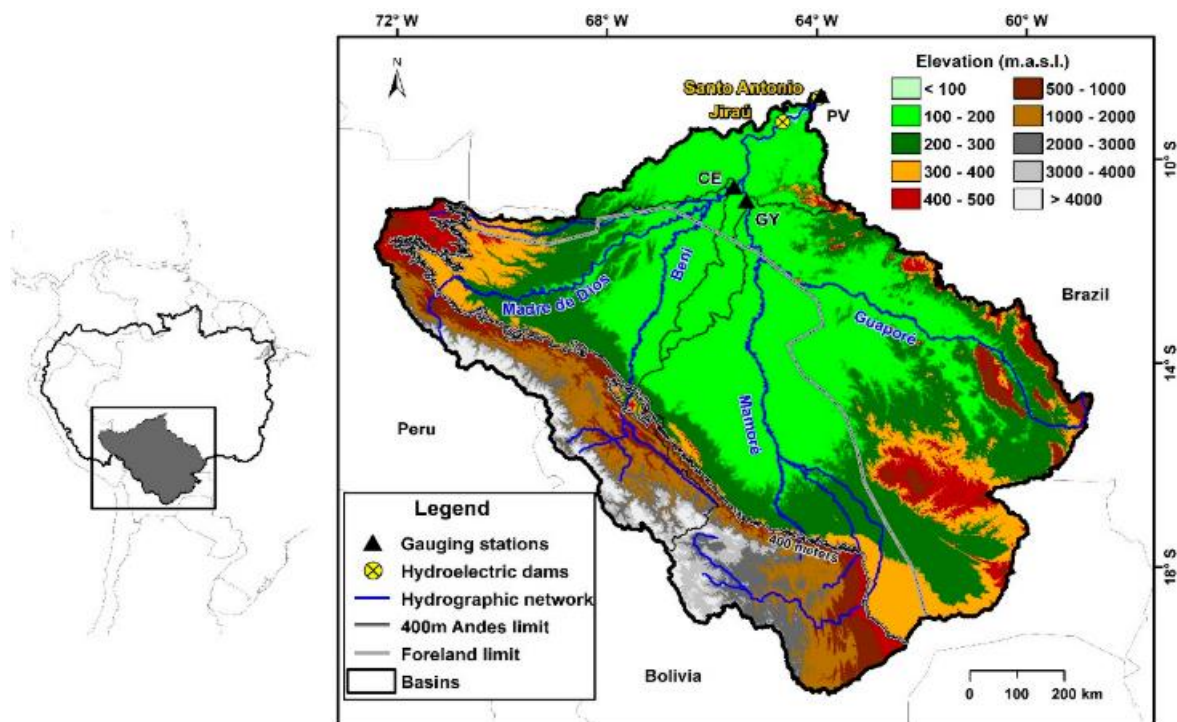 72° W 68° W 64° W 60° W
N
Elevation (m.a.s.l.)
< 100 500 - 1000
100 - 200 1000 - 2000
200 - 300 2000 - 3000
300 - 400 3000 - 4000
400 - 500 > 4000
Santo Antonio
Jiraú
PV
10° S
CE
GY
Beni
Madre de Dios
Brazil
Guaporé
14° S
Peru
Mamoré
400 meters
18° S
Legend
Gauging stations
Hydroelectric dams
Hydrographic network
400m Andes limit
Foreland limit
Basins
Bolivia
0 100 200 km